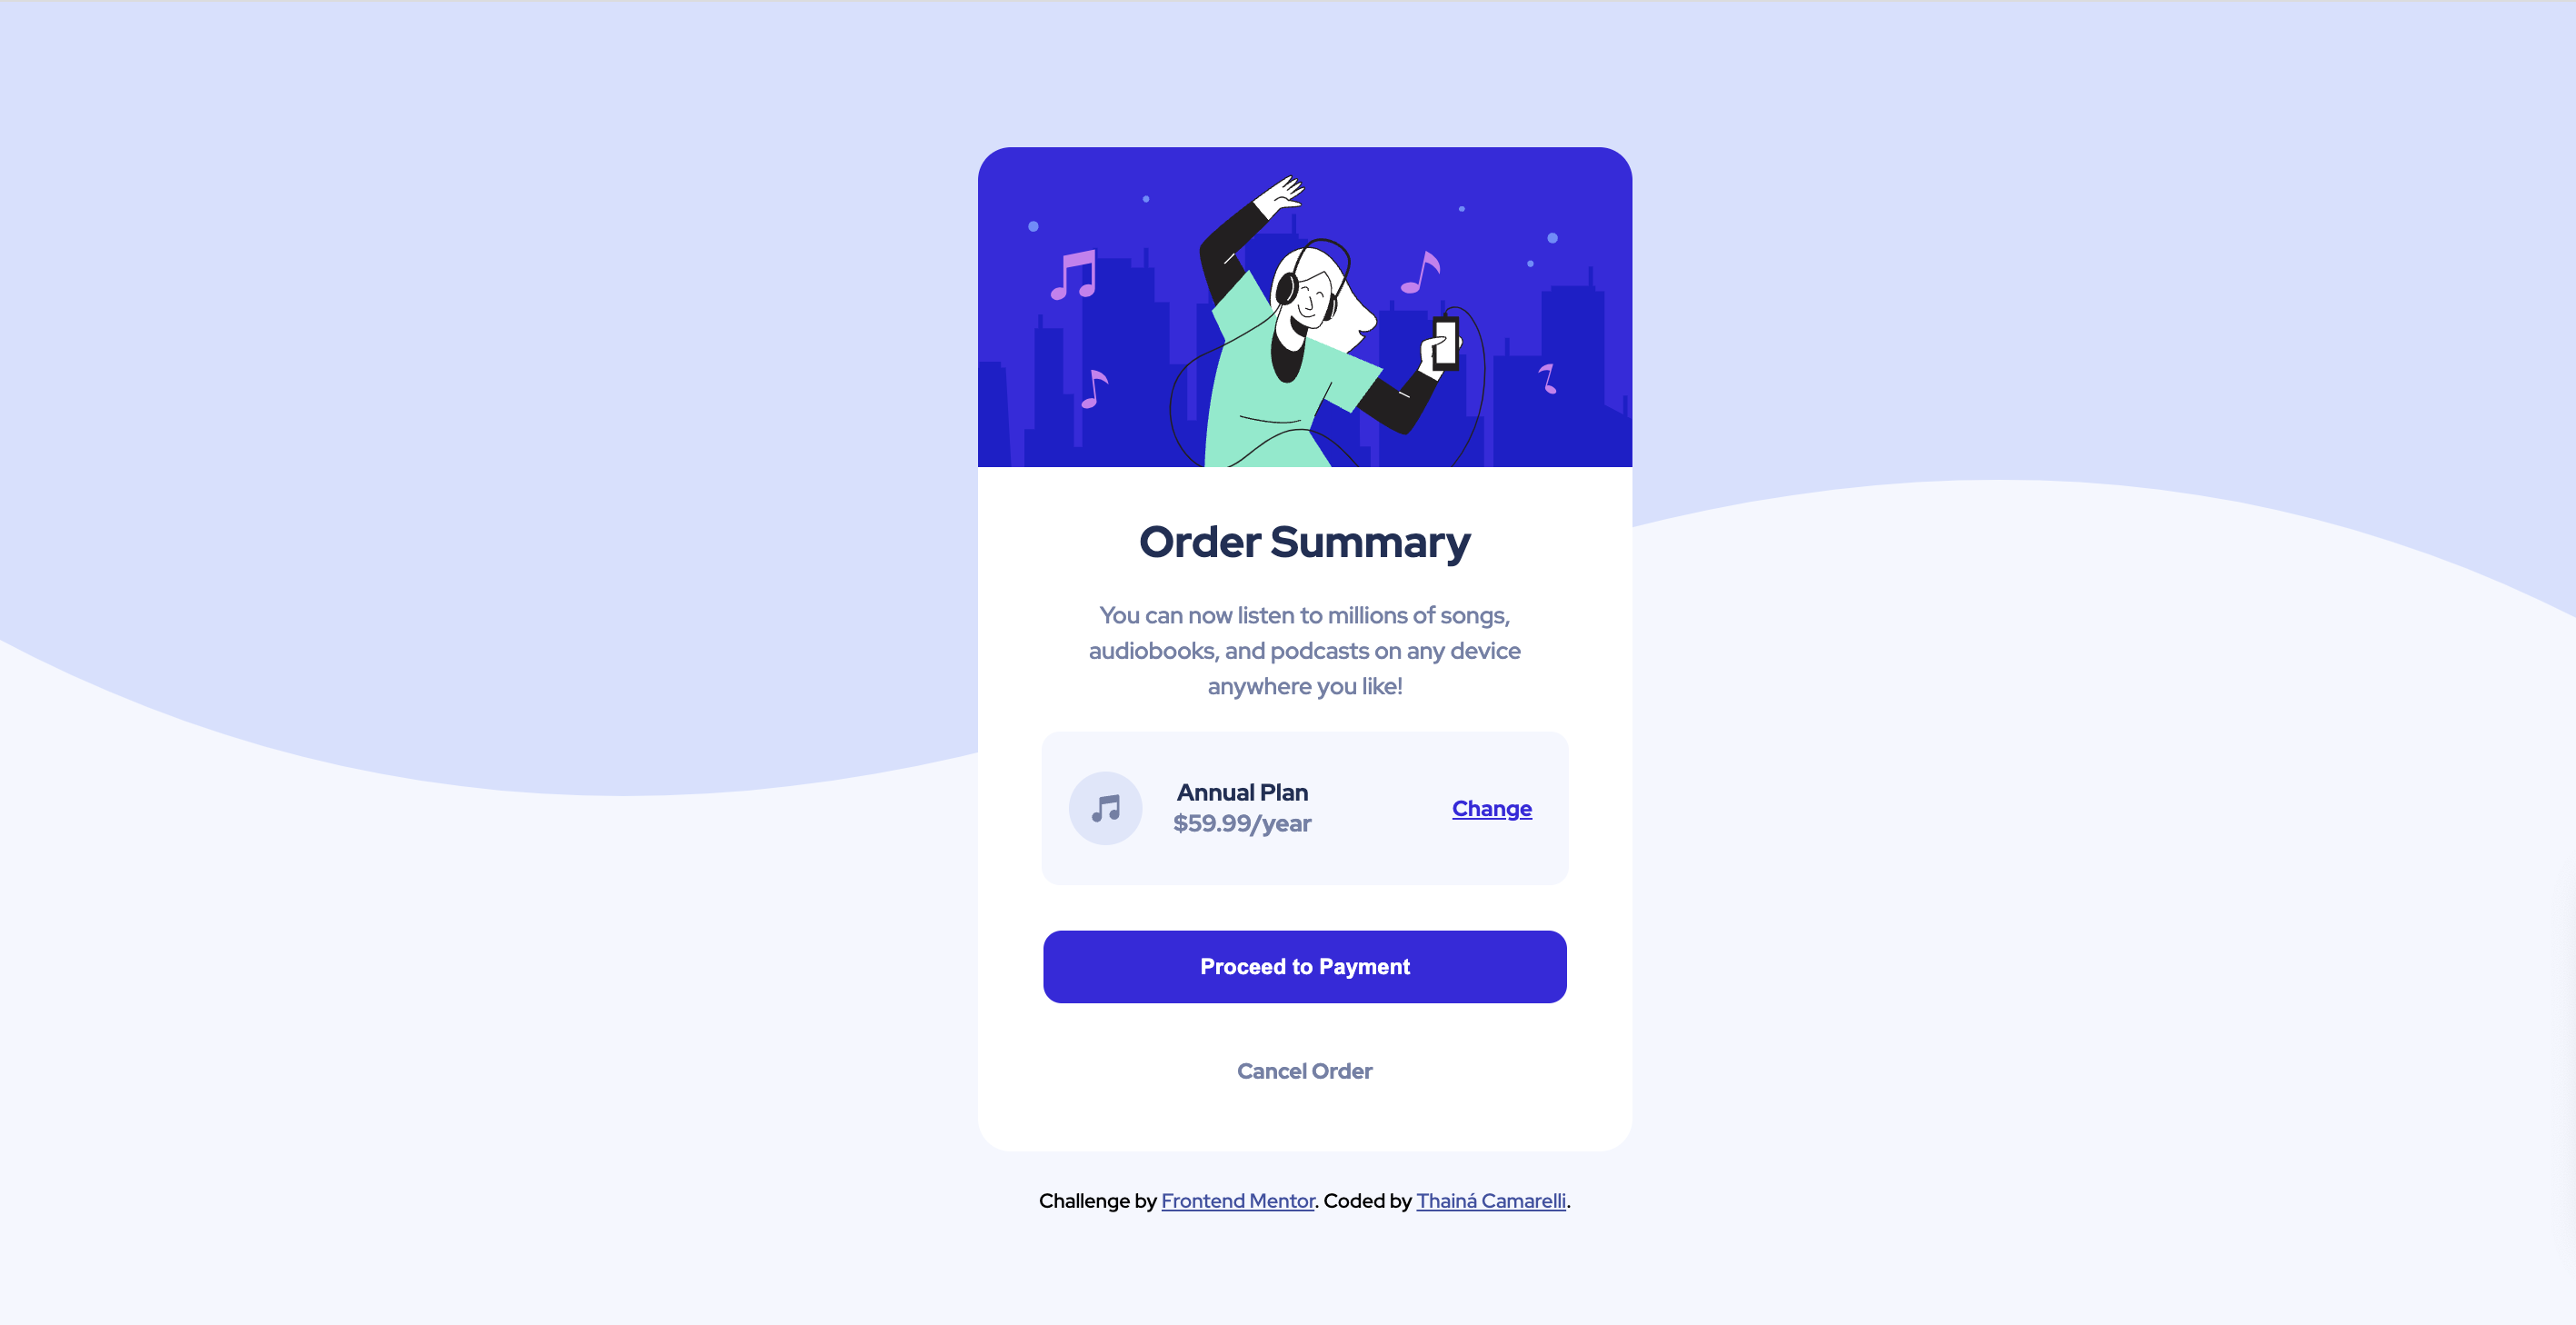 Order Summary
You can now listen to millions of songs,
audiobooks, and podcasts on any device
anywhere you like!
Annual Plan
$59.99/year
Change
Proceed to Payment
Cancel Order
Challenge by Frontend Mentor. Coded by Thainá Camarelli.